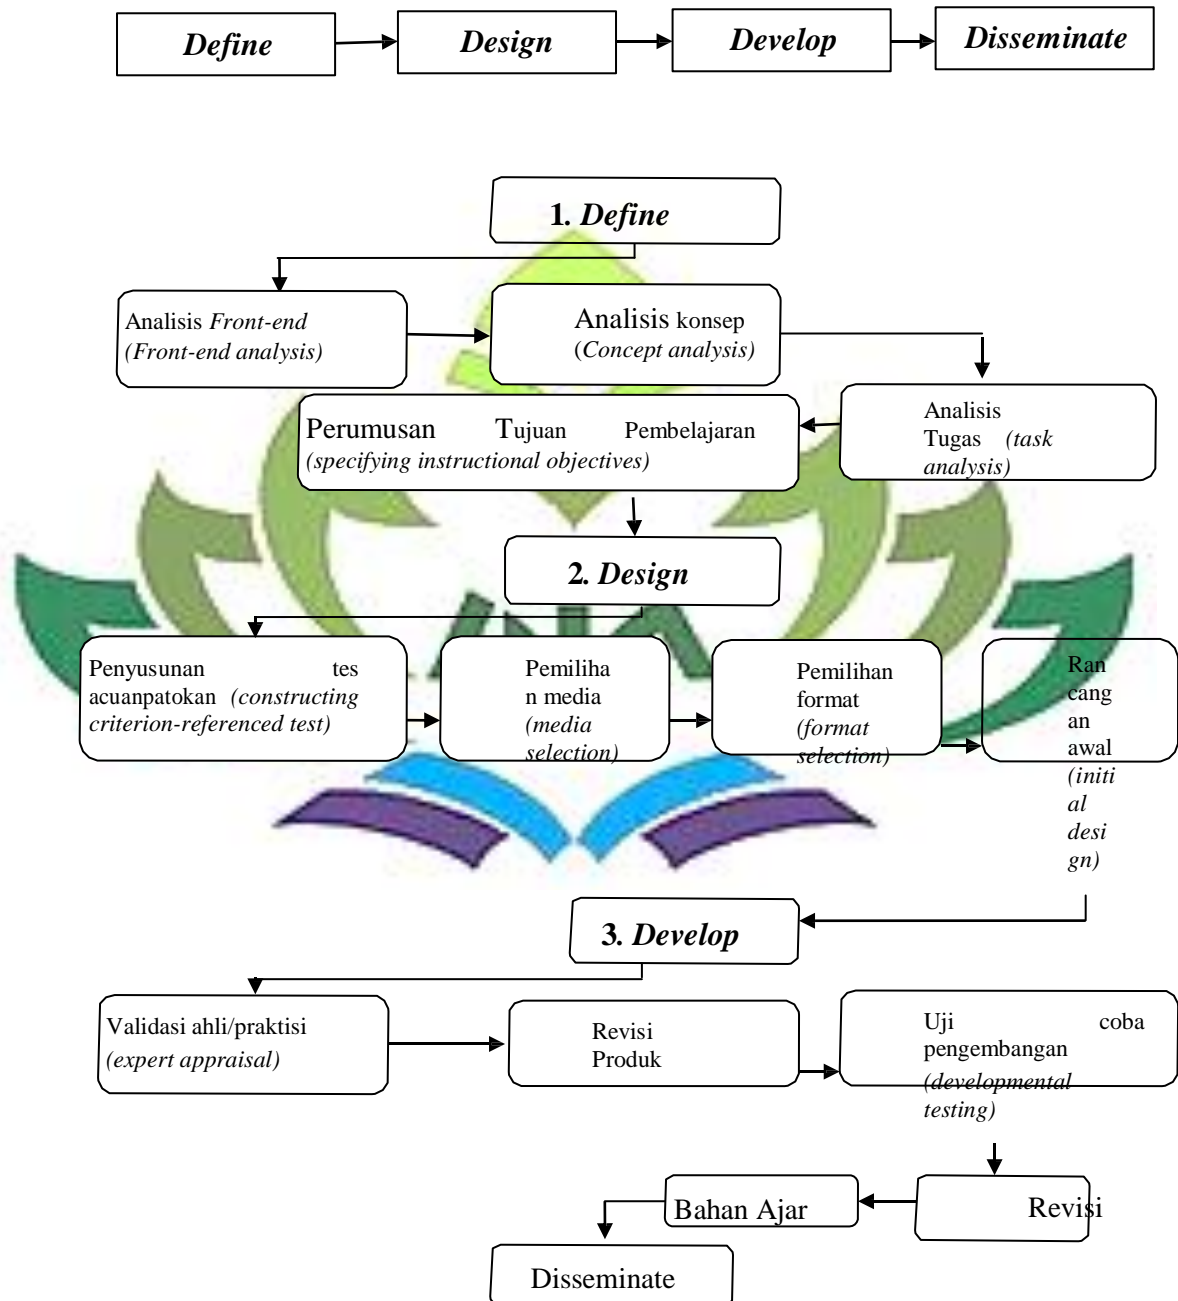 Define Design Develop Disseminate
1. Define
Analisis Front-end
(Front-end analysis)
Analisis konsep
(Concept analysis)
Analisis
Tugas (task
analysis)
Perumusan Tujuan Pembelajaran
(specifying instructional objectives)
2. Design
Penyusunan tes
acuanpatokan (constructing
criterion-referenced test)
Pemiliha
n media
(media
selection)
Pemilihan
format
(format
selection)
Ran
cang
an
awal
(initi
al
desi
gn)
3. Develop
Validasi ahli/praktisi
(expert appraisal)
Revisi
Produk
Uji coba
pengembangan
(developmental
testing)
Revisi
Bahan Ajar
Disseminate